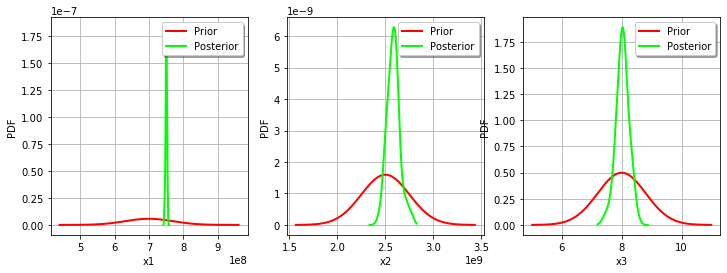 1e−7
Prior
Posterior
1.75
1.50
1.25
1.00
0.75
0.50
0.25
0.00
PDF
5
6
7
8
9
1e8
x1
1e−9
Prior
Posterior
6
5
4
3
2
1
0
PDF
1.5
2.0
2.5
3.0
3.5
1e9
x2
Prior
Posterior
1.75
1.50
1.25
1.00
0.75
0.50
0.25
0.00
PDF
6
8
10
x3